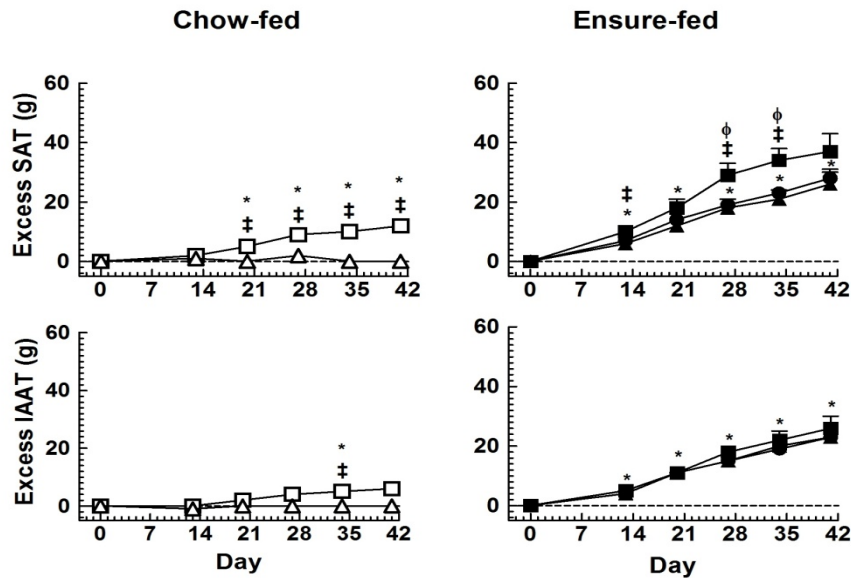 Chow-fed
Ensure-fed
Excess SAT (g)
60
40
20
0
* * * *
‡ ‡ ‡ ‡
0 7 14 21 28 35 42
60
40
20
0
ϕ ϕ
‡ ‡ ‡
* * * * *
0 7 14 21 28 35 42
Excess IAAT (g)
60
40
20
0
*
‡
0 7 14 21 28 35 42
Day
60
40
20
0
* * * * *
0 7 14 21 28 35 42
Day